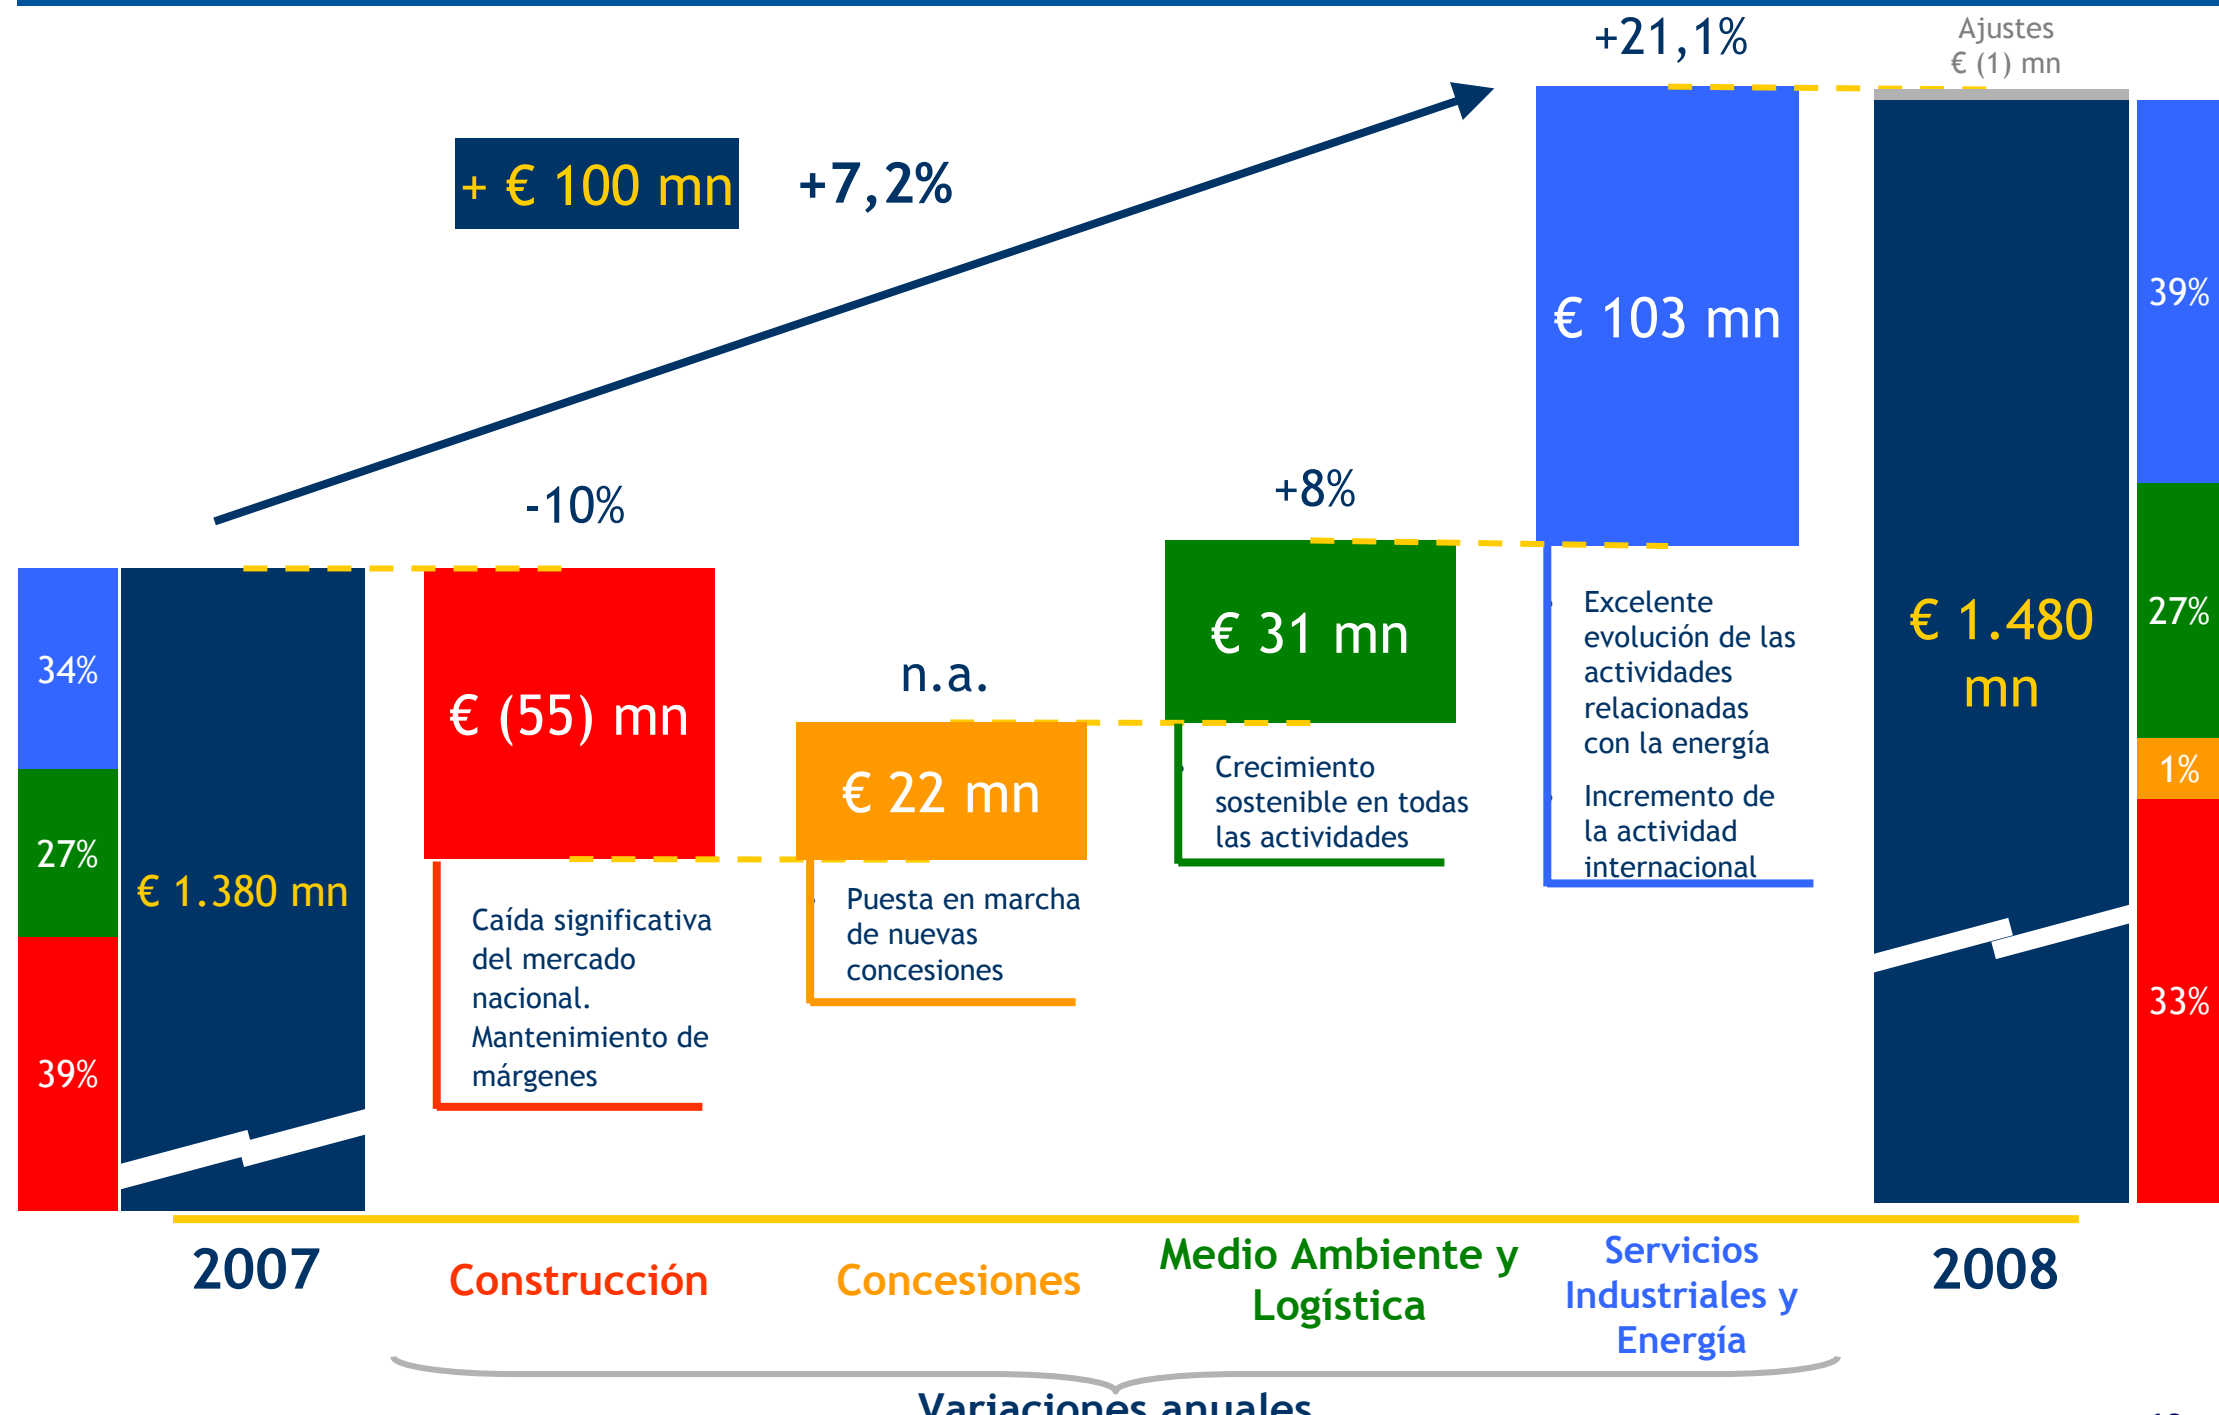 +21,1%
Ajustes
€ (1) mn
+ € 100 mn
+7,2%
39%
€ 103 mn
-10%
+8%
34%
27%
39%
€ 1.380 mn
€ (55) mn
n.a.
€ 22 mn
€ 31 mn
€ 1.480
mn
27%
1%
33%
Caída significativa
del mercado
nacional.
Mantenimiento de
márgenes
• Puesta en marcha
de nuevas
concesiones
• Crecimiento
sostenible en todas
las actividades
• Excelente
evolución de las
actividades
relacionadas
con la energía
• Incremento de
la actividad
internacional
2007
Construcción
Concesiones
Medio Ambiente y
Logística
Servicios
Industriales y
Energía
2008
Variaciones anuales